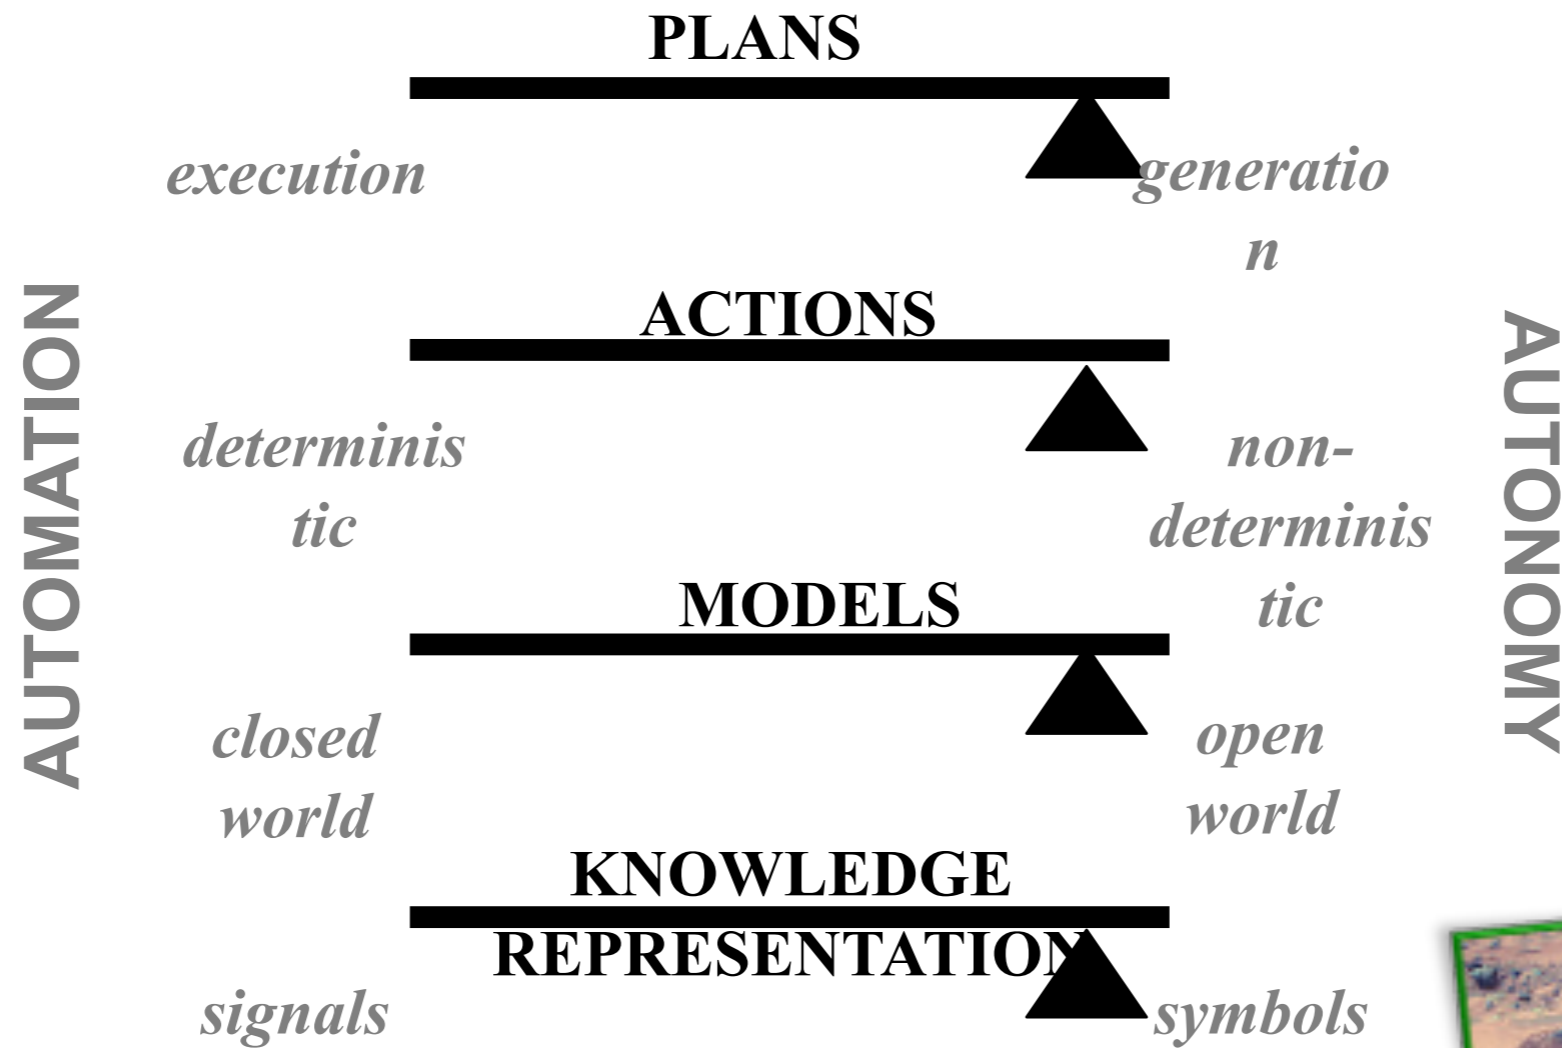 PLANS
execution
generatio
n
ACTIONS
AUTOMATION
AUTONOMY
determinis
tic
non-
determinis
tic
MODELS
closed
world
open
world
KNOWLEDGE
REPRESENTATION
signals
symbols